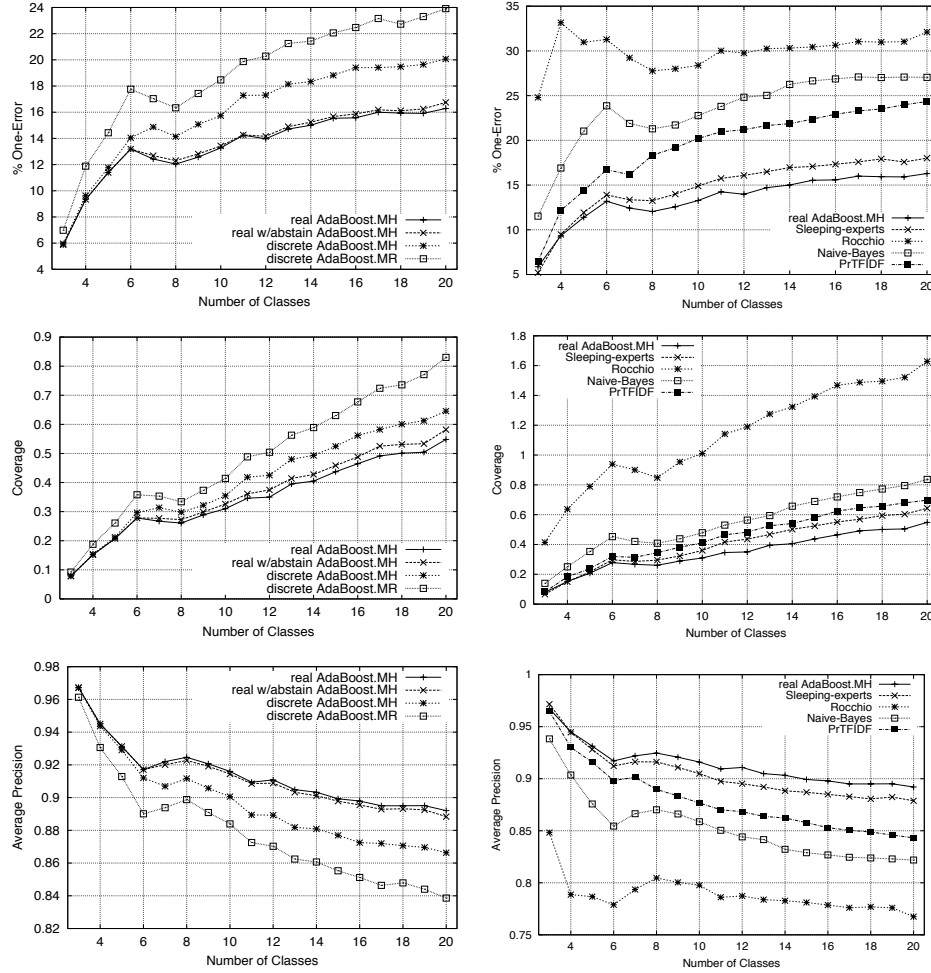 24
22
20
18
16
14
12
10
8
6
4
% One-Error
real AdaBoost.MH
real w/abstain AdaBoost.MH
discrete AdaBoost.MH
discrete AdaBoost.MR
4 6 8 10 12 14 16 18 20
Number of Classes
35
30
25
20
15
10
5
% One-Error
real AdaBoost.MH
Sleeping-experts
Rocchio
Naive-Bayes
PrTFIDF
4 6 8 10 12 14 16 18 20
Number of Classes
0.9
0.8
0.7
0.6
0.5
0.4
0.3
0.2
0.1
0
Coverage
real AdaBoost.MH
real w/abstain AdaBoost.MH
discrete AdaBoost.MH
discrete AdaBoost.MR
4 6 8 10 12 14 16 18 20
Number of Classes
1.8
1.6
1.4
1.2
1
0.8
0.6
0.4
0.2
0
Coverage
real AdaBoost.MH
Sleeping-experts
Rocchio
Naive-Bayes
PrTFIDF
4 6 8 10 12 14 16 18 20
Number of Classes
0.98
0.96
0.94
0.92
0.9
0.88
0.86
0.84
0.82
Average Precision
real AdaBoost.MH
real w/abstain AdaBoost.MH
discrete AdaBoost.MH
discrete AdaBoost.MR
4 6 8 10 12 14 16 18 20
Number of Classes
1
0.95
0.9
0.85
0.8
0.75
Average Precision
real AdaBoost.MH
Sleeping-experts
Rocchio
Naive-Bayes
PrTFIDF
4 6 8 10 12 14 16 18 20
Number of Classes